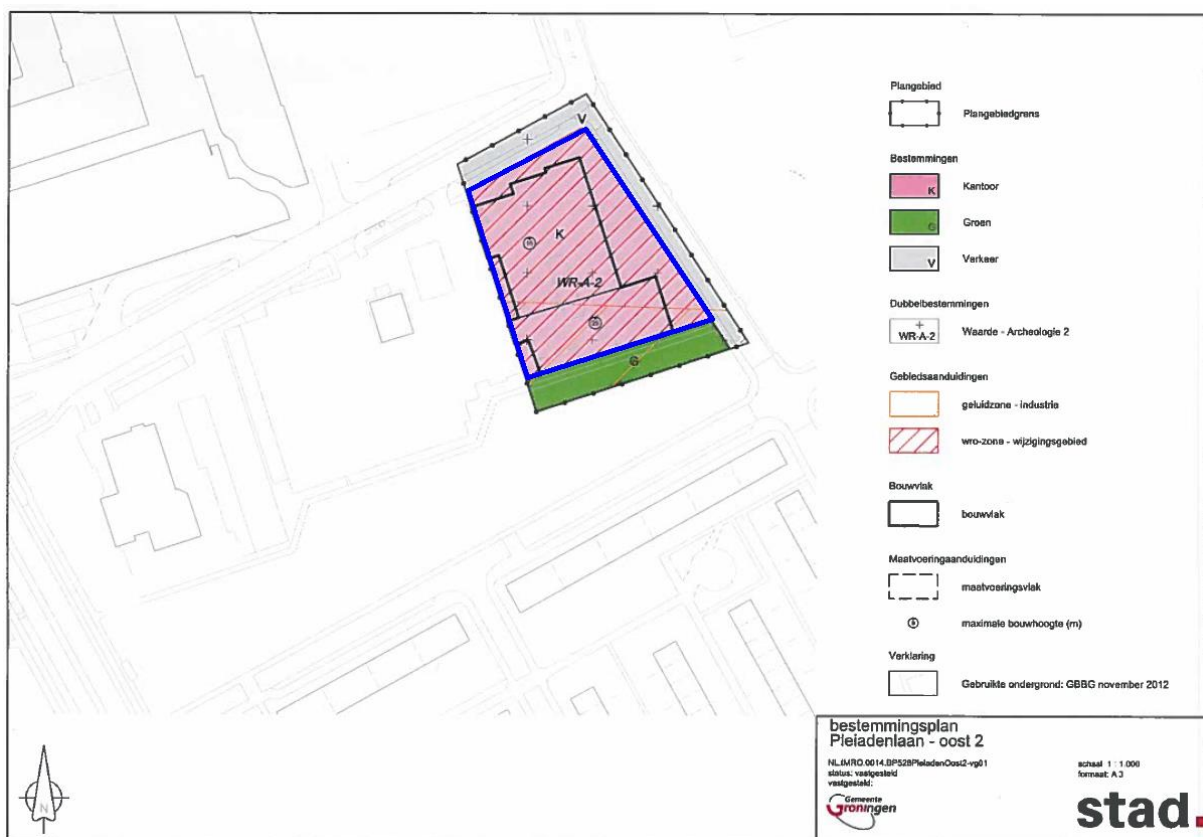 V
K
WR-A-2
G
N
Plangebied
Plangebiedgrens
Bestemmingen
K Kantoor
G Groen
V Verkeer
Dubbelbestemmingen
WR-A-2 Waarde - Archeologie 2
Gebiedsaanduidingen
geluidzone - industrie
wro-zone - wijzigingsgebied
Bouwvlak
bouwvlak
Maatvoeringaanduidingen
maatvoeringsvlak
maximale bouwhoogte (m)
Verklaring
Gebruikte ondergrond: GBBG november 2012
bestemmingsplan
Pleiadenlaan - oost 2
NL.IMRO.0014.BP528PleiadenOost2-vg01
status: vastgesteld
vastgesteld:
schaal 1 : 1.000
formaat: A3
Gemeente
Groningen
stad.